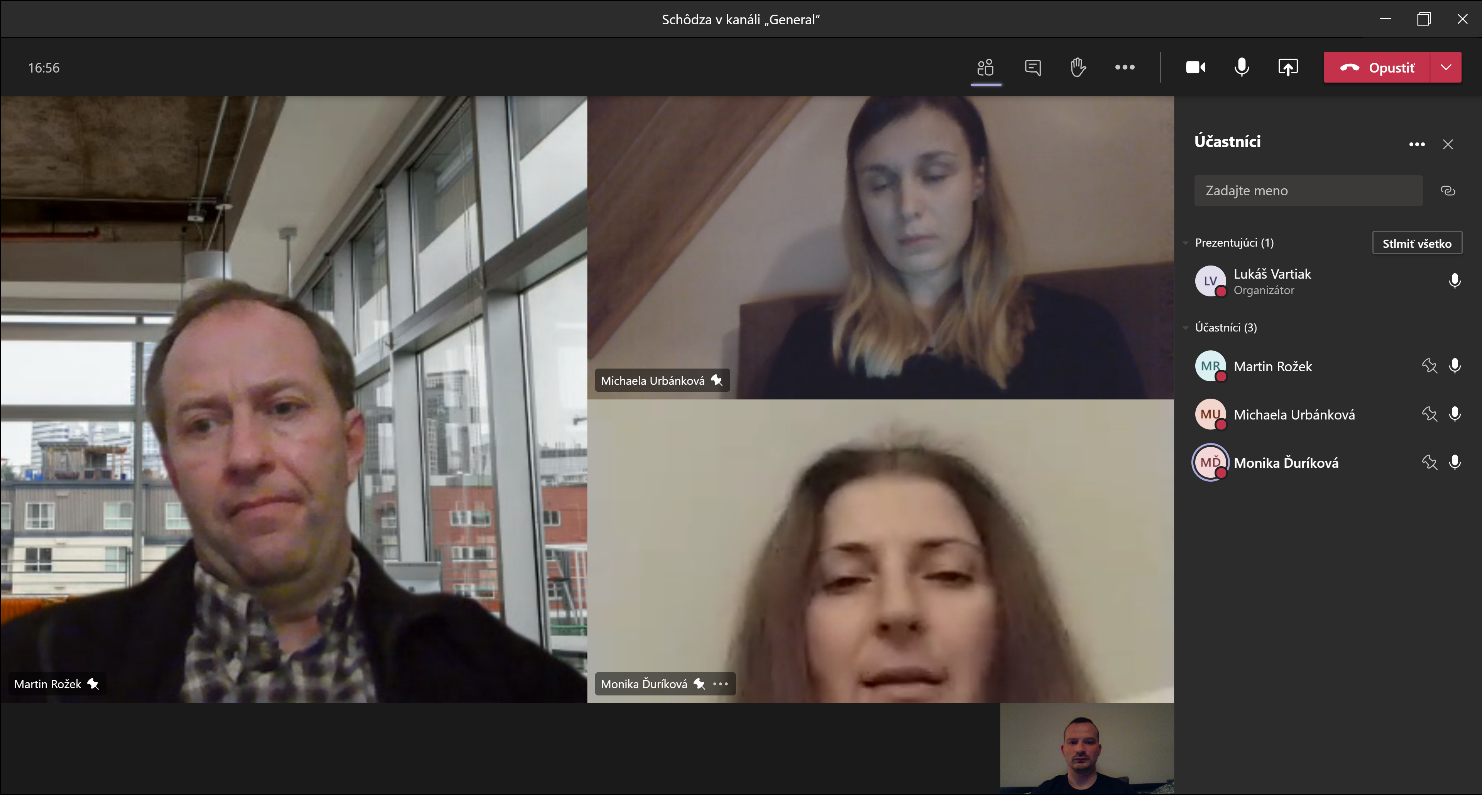 Schôdza v kanáli „General“
16:56
Opustiť
Účastníci
Zadajte meno
Prezentujúci (1)
Stlmiť všetko
LV
Lukáš Vartiak
Organizátor
Účastníci (3)
MR
Martin Rožek
MU
Michaela Urbánková
MĎ
Monika Ďuríková
Michaela Urbánková
Martin Rožek
Monika Ďuríková